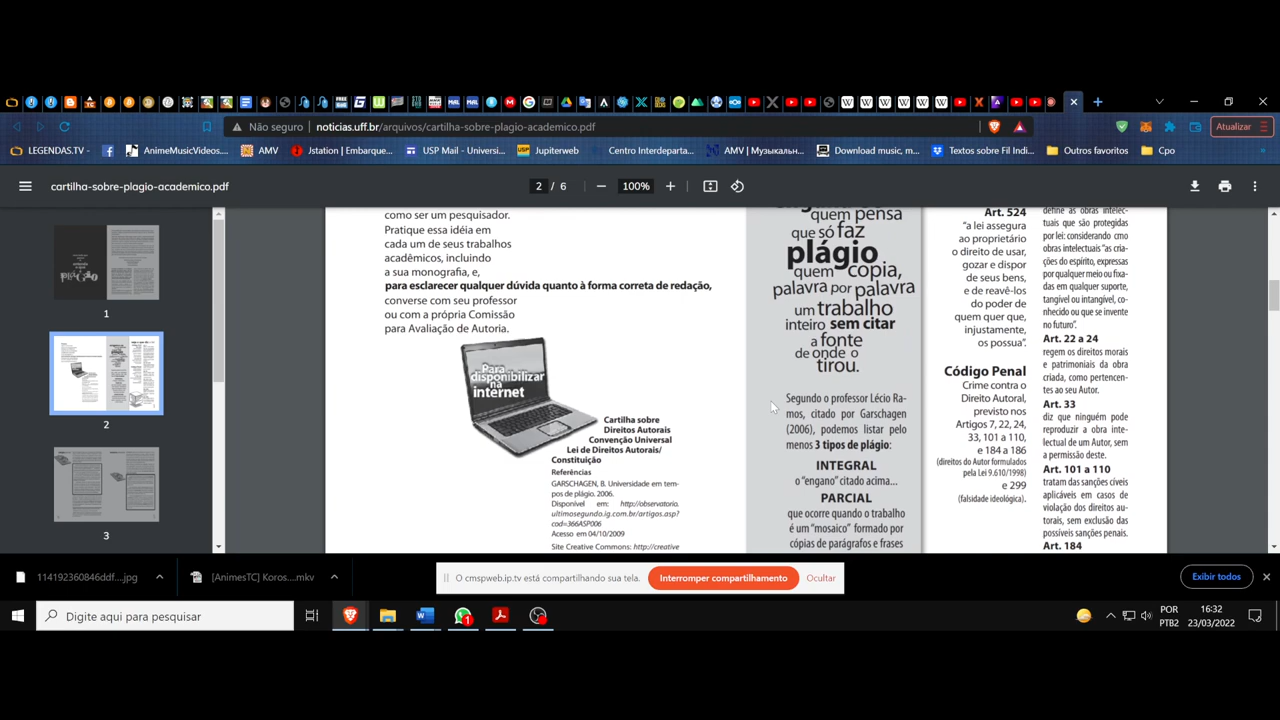 Não seguro
noticias.uff.br/arquivos/cartilha-sobre-plagio-academico.pdf
Atualizar
LEGENDAS.TV -
AnimeMusicVideos...
AMV
Jstation | Embarque...
USP Mail - Universi...
Jupiterweb
Centro Interdeparta...
AMV | Музыкальн...
Download music, m...
Textos sobre Fil Indi...
Outros favoritos
Cpo
cartilha-sobre-plagio-academico.pdf
2 / 6
100%
1
2
3
como ser um pesquisador.
Pratique essa idéia em
cada um de seus trabalhos
acadêmicos, incluindo
a sua monografia, e,
para esclarecer qualquer dúvida quanto à forma correta de redação,
converse com seu professor
ou com a própria Comissão
para Avaliação de Autoria.
Para
disponibilizar
na
internet
Cartilha sobre
Direitos Autorais
Convenção Universal
Lei de Direitos Autorais/
Constituição
Referências
GARSCHAGEN, B. Universidade em tem-
pos de plágio. 2006.
Disponível em: http://observatorio.
ultimosegundo.ig.com.br/artigos.asp?
cod=366ASP006
Acesso em 04/10/2009
Site Creative Commons: http://creative
quem pensa
que só faz
plágio
quem copia,
palavra por palavra
um trabalho
inteiro sem citar
a fonte
de onde o
tirou.
Segundo o professor Lécio Ra-
mos, citado por Garschagen
(2006), podemos listar pelo
menos 3 tipos de plágio:
INTEGRAL
o "engano" citado acima...
PARCIAL
que ocorre quando o trabalho
é um "mosaico" formado por
cópias de parágrafos e frases
Art. 524
"a lei assegura
ao proprietário
o direito de usar,
gozar e dispor
de seus bens,
e de reavê-los
do poder de
quem quer que,
injustamente,
os possua".
Código Penal
Crime contra o
Direito Autoral,
previsto nos
Artigos 7, 22, 24,
33, 101 a 110,
e 184 a 186
(direitos do Autor formulados
pela Lei 9.610/1998)
e 299
(falsidade ideológica).
define as obras intelec-
tuais que são protegidas
por lei: considerando cmo
obras intelectuais "as cria-
ções do espírito, expressas
por qualquer meio ou fixa-
das em qualquer suporte,
tangível ou intangível, co-
nhecido ou que se invente
no futuro".
Art. 22 a 24
regem os direitos morais
e patrimoniais da obra
criada, como pertencen-
tes ao seu Autor.
Art. 33
diz que ninguém pode
reproduzir a obra inte-
lectual de um Autor, sem
a permissão deste.
Art. 101 a 110
tratam das sanções cíveis
aplicáveis em casos de
violação dos direitos au-
torais, sem exclusão das
possíveis sanções penais.
Art. 184
114192360846ddf....jpg
[AnimesTC] Koros....mkv
O cmspweb.ip.tv está compartilhando sua tela.
Interromper compartilhamento
Ocultar
Exibir todos
Digite aqui para pesquisar
POR
PTB2
16:32
23/03/2022